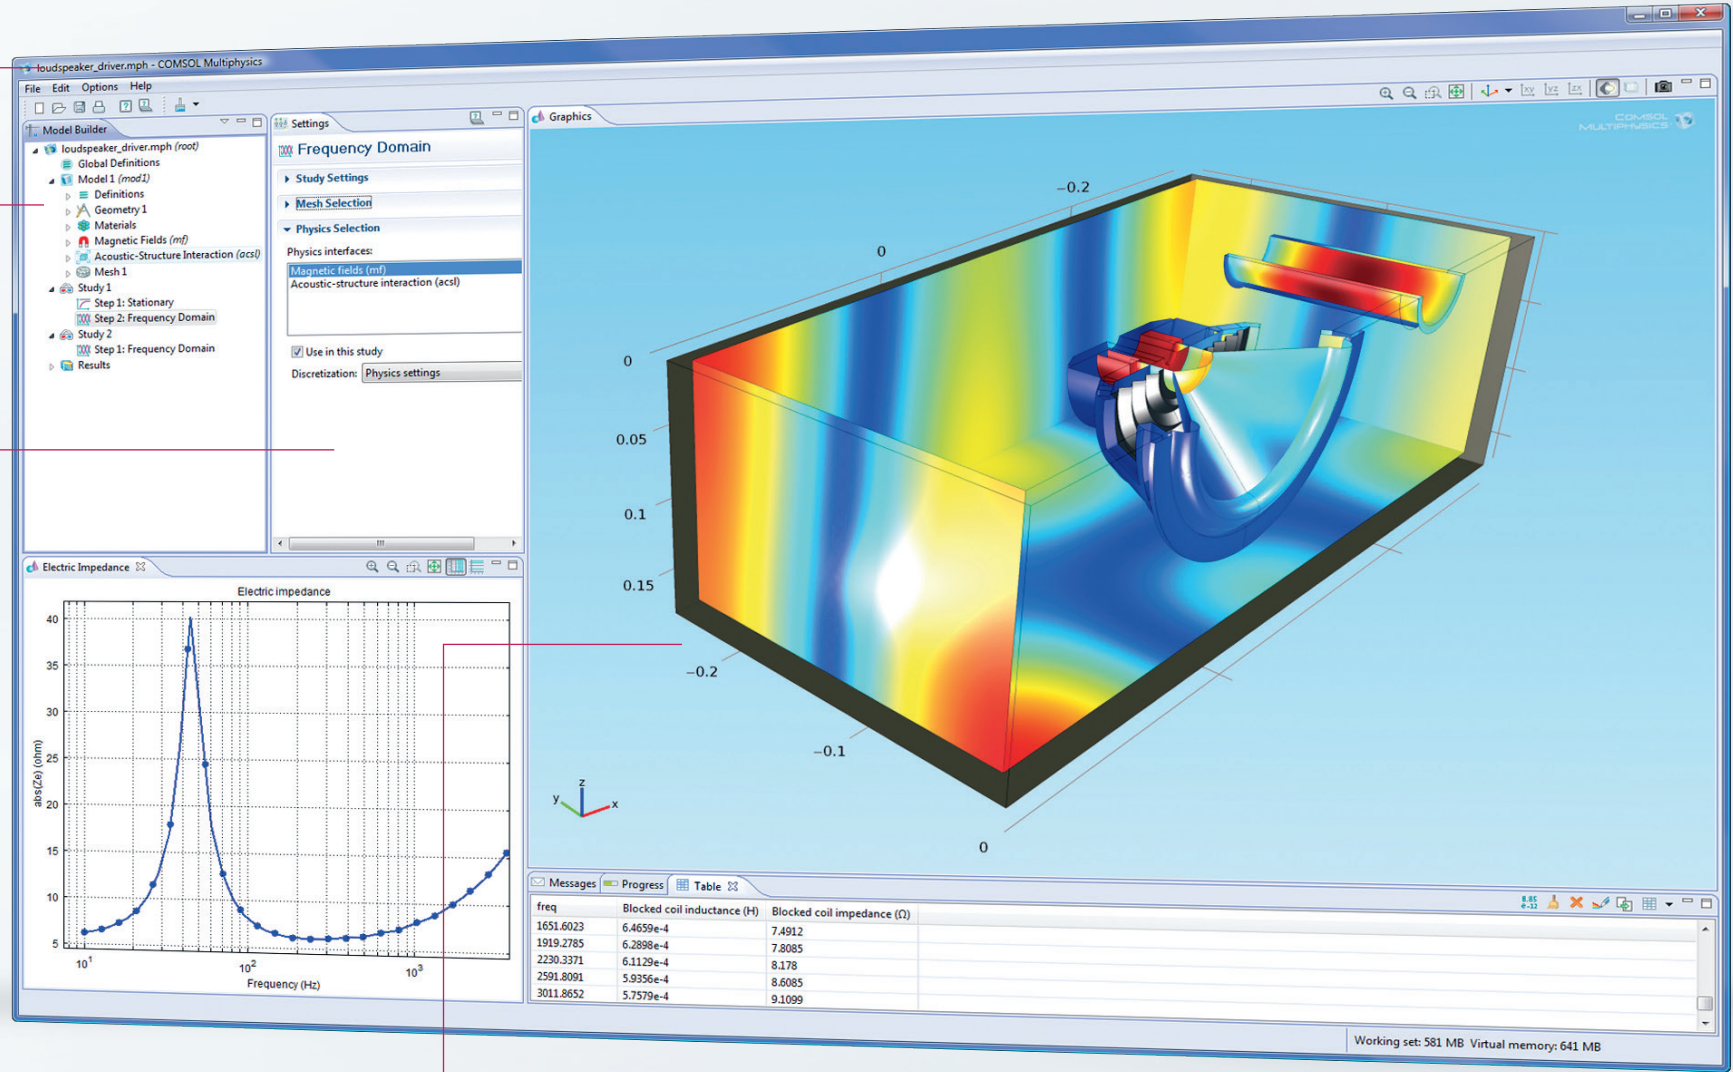 loudspeaker_driver.mph - COMSOL Multiphysics
File Edit Options Help
Model Builder
loudspeaker_driver.mph (root)
Global Definitions
Model 1 (mod1)
Definitions
Geometry 1
Materials
Magnetic Fields (mf)
Acoustic-Structure Interaction (acsl)
Mesh 1
Study 1
Step 1: Stationary
Step 2: Frequency Domain
Study 2
Step 1: Frequency Domain
Results
Settings
Frequency Domain
Study Settings
Mesh Selection
Physics Selection
Physics interfaces:
Magnetic fields (mf)
Acoustic-structure interaction (acsl)
Use in this study
Discretization: Physics settings
Graphics
xy yz zx
COMSOL
MULTIPHYSICS
-0.2
0
0
0.05
0.1
0.15
-0.2
-0.1
0
z
y
x
Electric Impedance
Electric impedance
abs(Ze) (ohm)
40
35
30
25
20
15
10
5
10^1
10^2
10^3
Frequency (Hz)
Messages Progress Table
8.85
e-12
freq Blocked coil inductance (H) Blocked coil impedance (Ω)
1651.6023 6.4659e-4 7.4912
1919.2785 6.2898e-4 7.8085
2230.3371 6.1129e-4 8.178
2591.8091 5.9356e-4 8.6085
3011.8652 5.7579e-4 9.1099
Working set: 581 MB Virtual memory: 641 MB